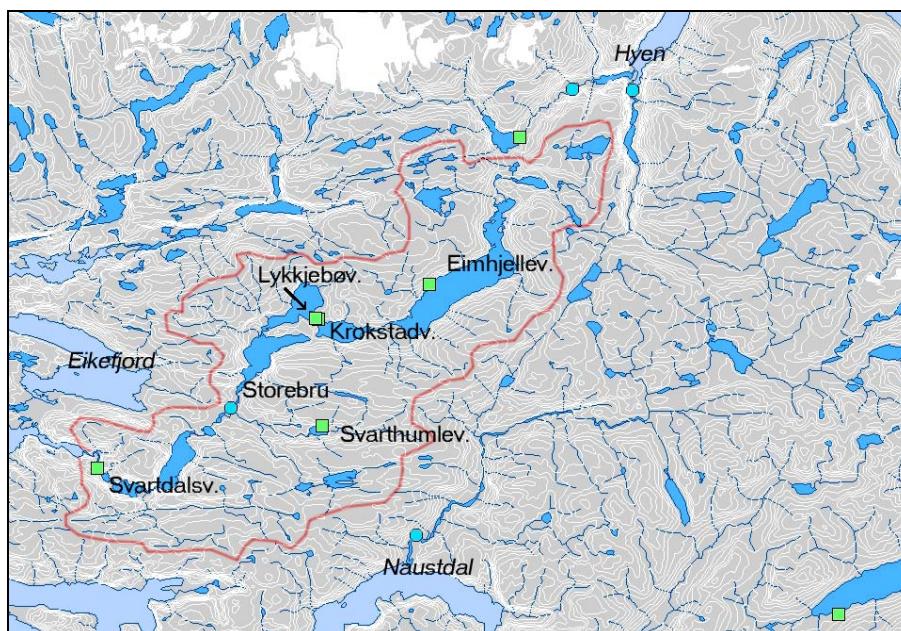 Hyen
Eimhjellev.
Lykkjebøv.
Krokstadv.
Eikefjord
Storebru
Svarthumlev.
Svartdalsv.
Naustdal